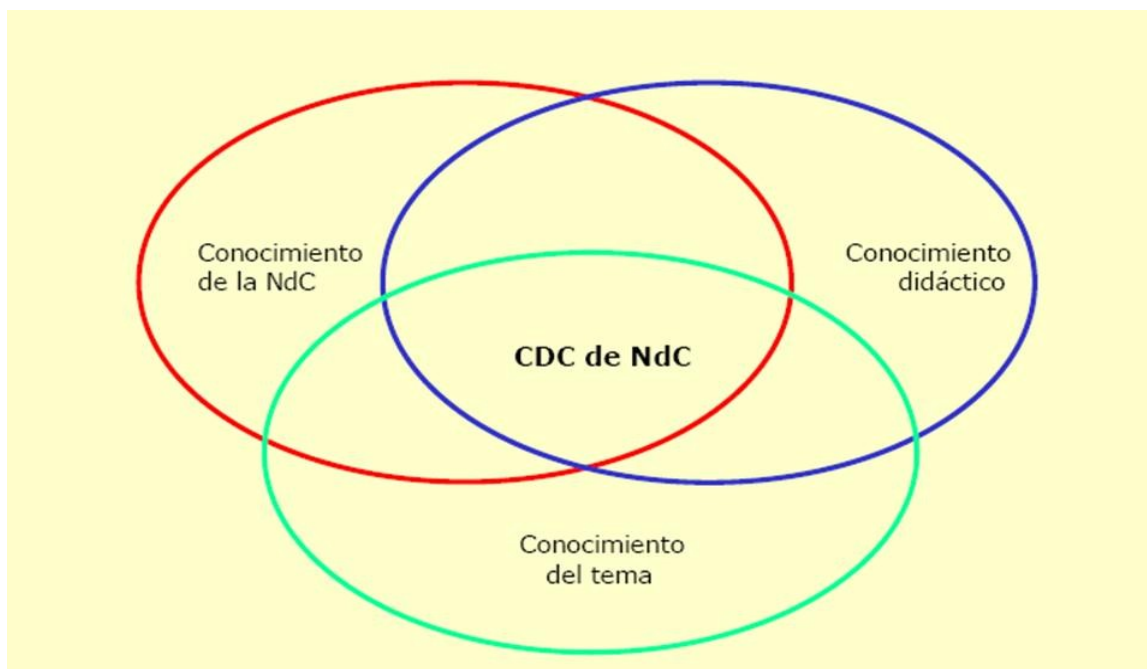 Conocimiento
de la NdC
Conocimiento
didáctico
CDC de NdC
Conocimiento
del tema